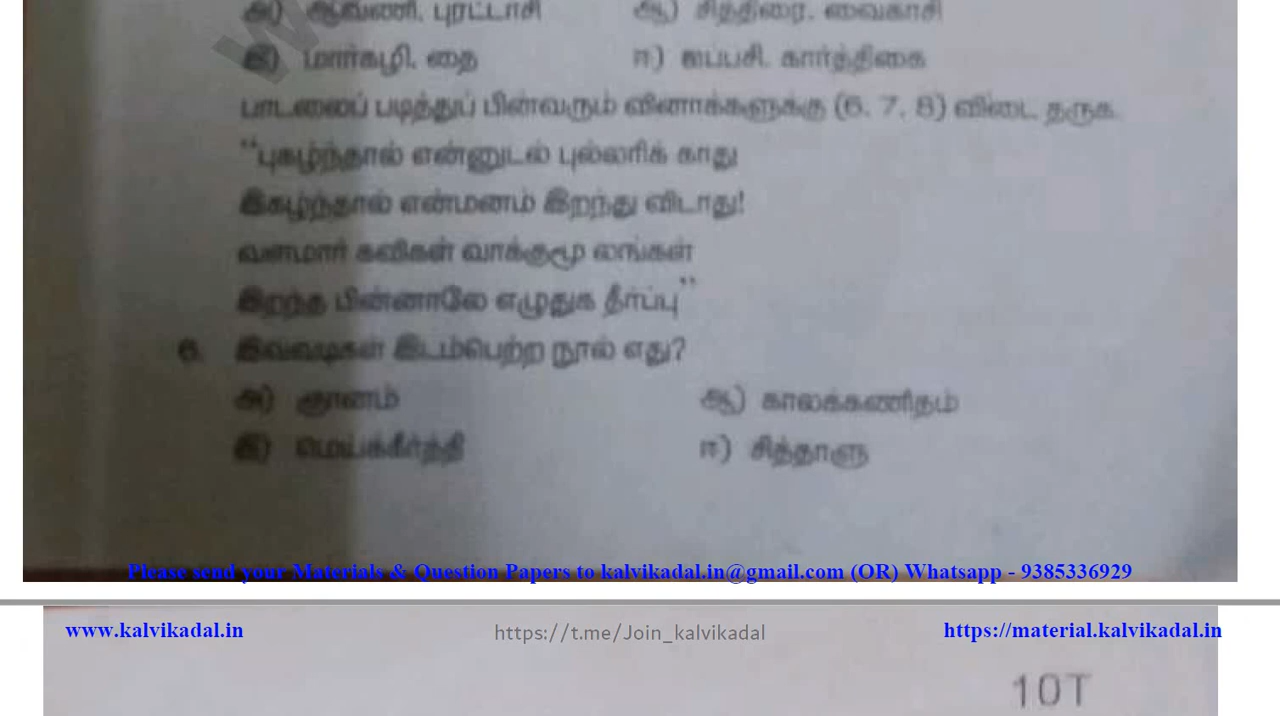 அ) ஆவணி, புரட்டாசி ஆ) சித்திரை, வைகாசி
இ) மார்கழி, தை ஈ) ஐப்பசி, கார்த்திகை
பாடலைப் படித்துப் பின்வரும் வினாக்களுக்கு (6, 7, 8) விடை தருக.
"புகழ்ந்தால் என்னுடல் புல்லரிக் காது
இகழ்ந்தால் என்மனம் இறந்து விடாது!
வளமார் கவிகள் வாக்குமூ லங்கள்
இறந்த பின்னாலே எழுதுக தீர்ப்பு"
6. இவ்வடிகள் இடம்பெற்ற நூல் எது?
அ) ஞானம் ஆ) காலக்கணிதம்
இ) மெய்க்கீர்த்தி ஈ) சித்தாளு
Please send your Materials & Question Papers to kalvikadal.in@gmail.com (OR) Whatsapp - 9385336929
www.kalvikadal.in https://t.me/Join_kalvikadal https://material.kalvikadal.in
10T